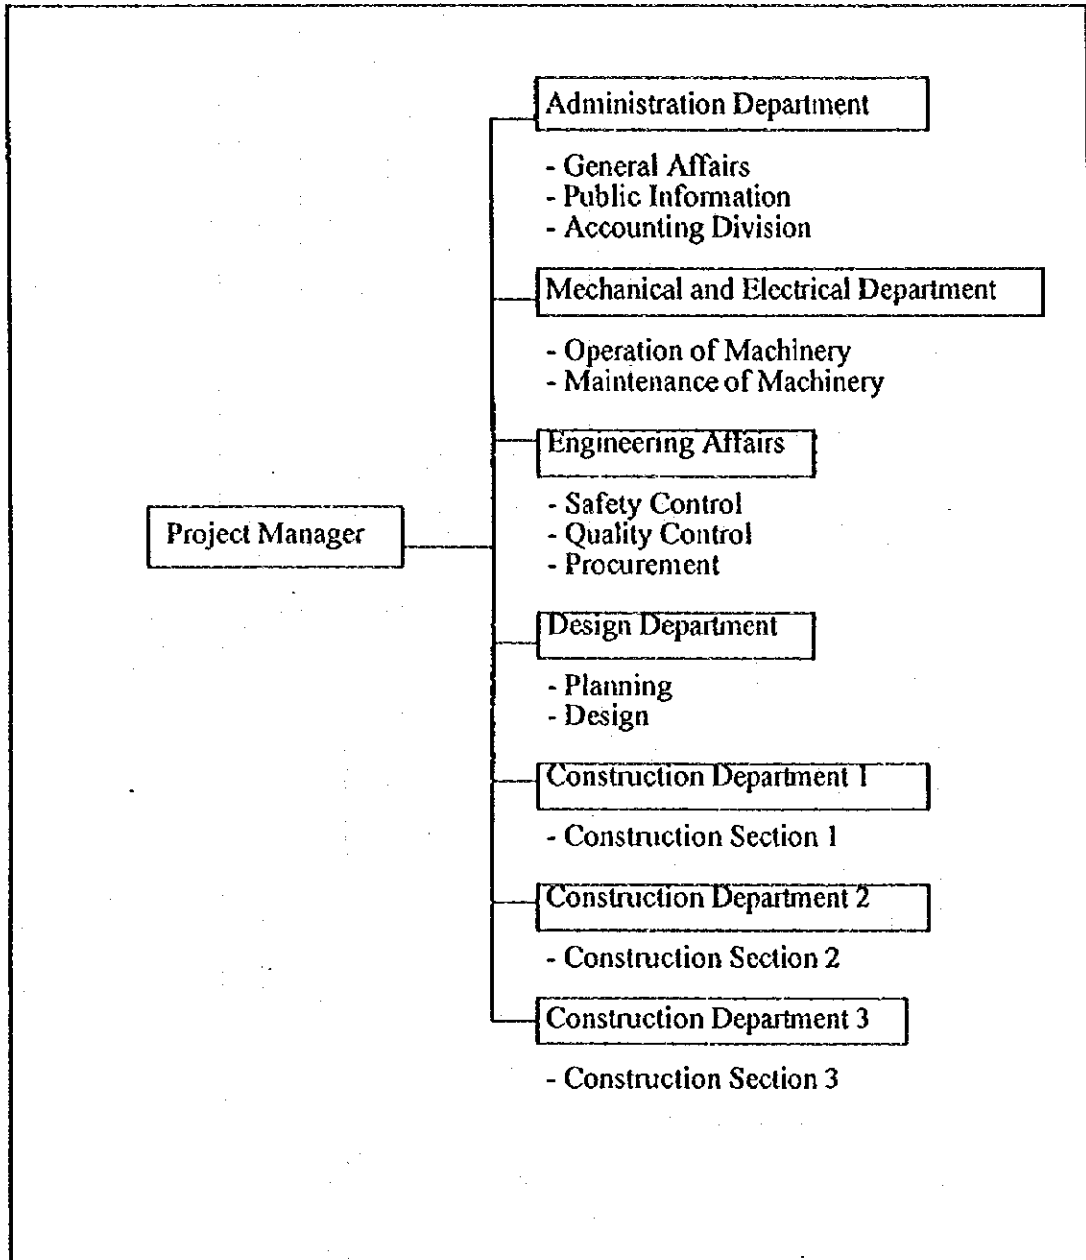 Administration Department
- General Affairs
- Public Information
- Accounting Division
Mechanical and Electrical Department
- Operation of Machinery
- Maintenance of Machinery
Engineering Affairs
- Safety Control
- Quality Control
- Procurement
Project Manager
Design Department
- Planning
- Design
Construction Department 1
- Construction Section 1
Construction Department 2
- Construction Section 2
Construction Department 3
- Construction Section 3